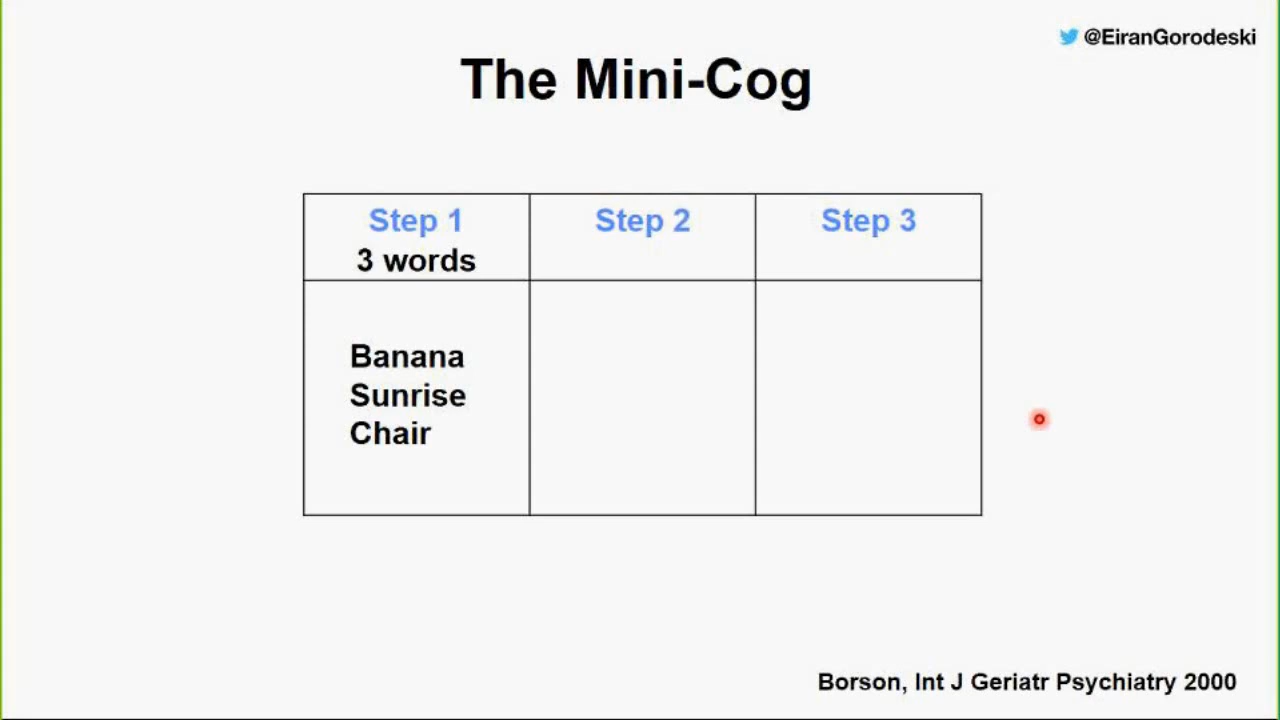 @EiranGorodeski
The Mini-Cog
Step 1
3 words
Step 2
Step 3
Banana
Sunrise
Chair
Borson, Int J Geriatr Psychiatry 2000